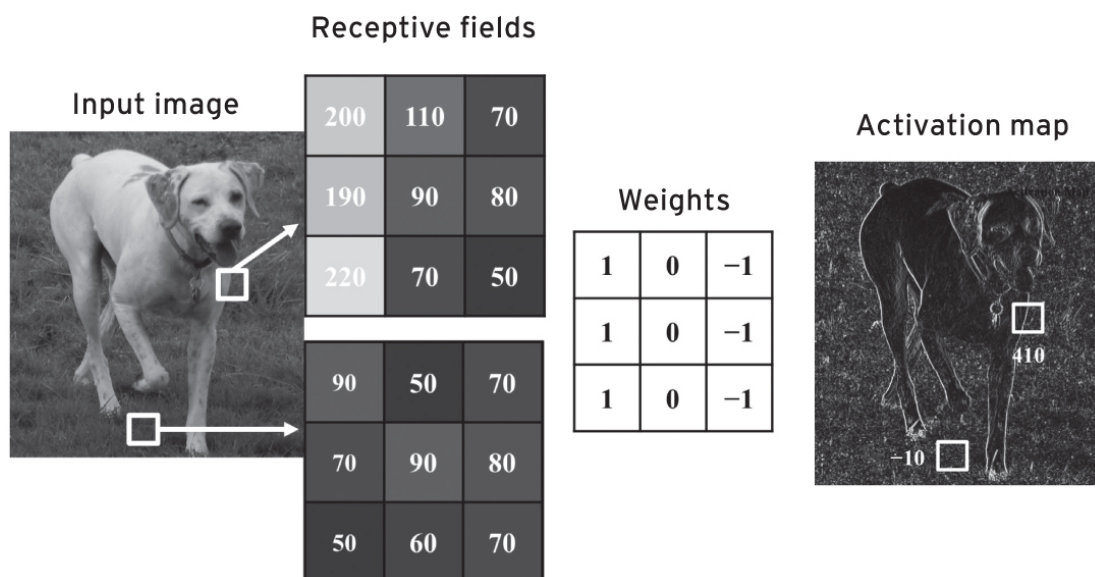 Receptive fields
Input image
200 110 70
190 90 80
220 70 50
90 50 70
70 90 80
50 60 70
Weights
1 0 −1
1 0 −1
1 0 −1
Activation map
410
−10